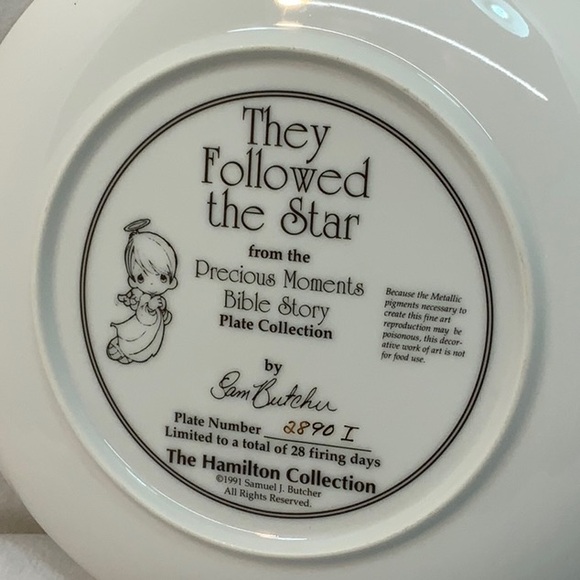 They
Followed
the Star
from the
Precious Moments
Bible Story
Plate Collection
Because the Metallic
pigments necessary to
create this fine art
reproduction may be
poisonous, this decor-
ative work of art is not
for food use.
by
Sam Butcher
Plate Number 2890 I
Limited to a total of 28 firing days
The Hamilton Collection
©1991 Samuel J. Butcher
All Rights Reserved.